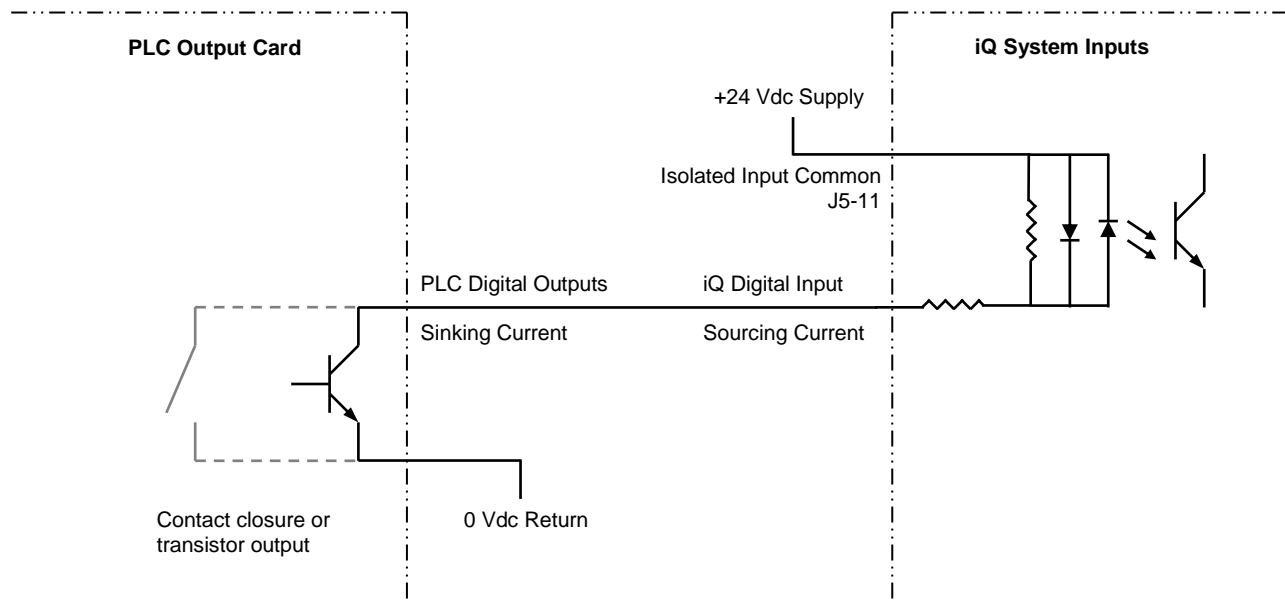 PLC Output Card
iQ System Inputs
+24 Vdc Supply
Isolated Input Common
J5-11
PLC Digital Outputs
iQ Digital Input
Sinking Current
Sourcing Current
Contact closure or
transistor output
0 Vdc Return